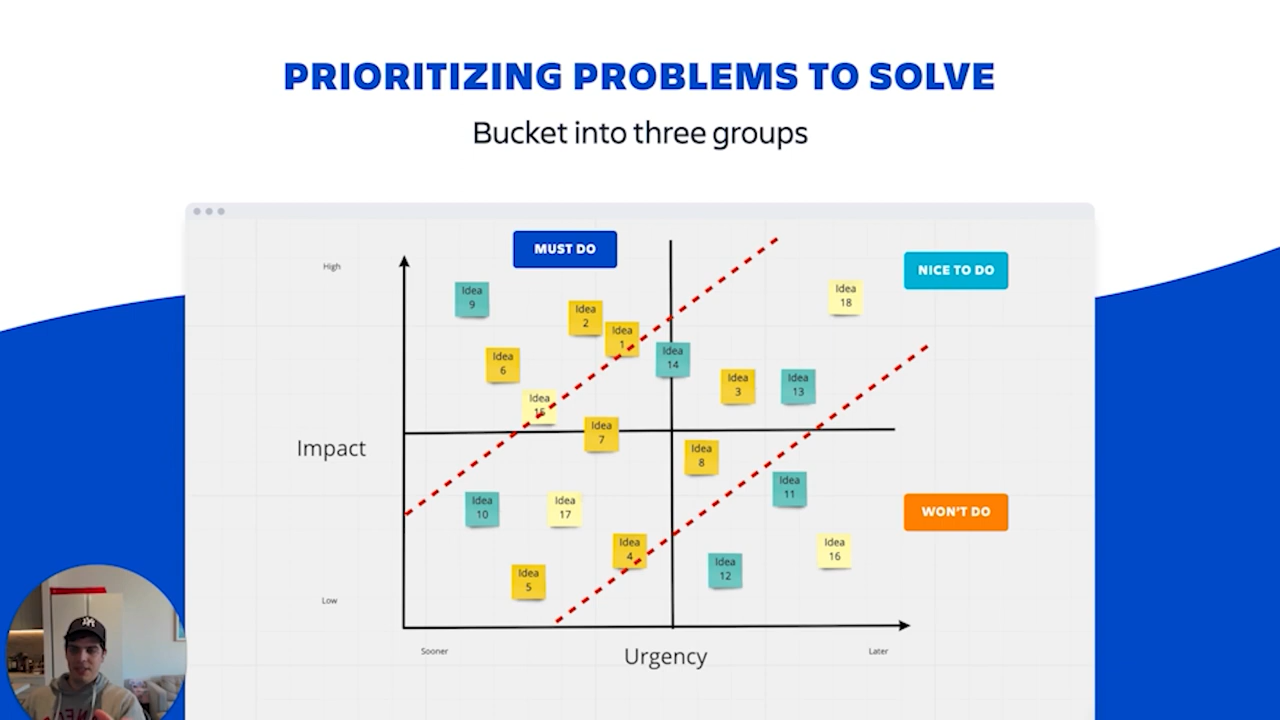 PRIORITIZING PROBLEMS TO SOLVE
Bucket into three groups
MUST DO
NICE TO DO
High
Idea
9
Idea
2
Idea
1
Idea
18
Idea
6
Idea
14
Idea
3
Idea
13
Idea
15
Idea
7
Impact
Idea
8
Idea
11
Idea
10
Idea
17
WON'T DO
Idea
4
Idea
16
Idea
12
Idea
5
Low
Sooner
Urgency
Later